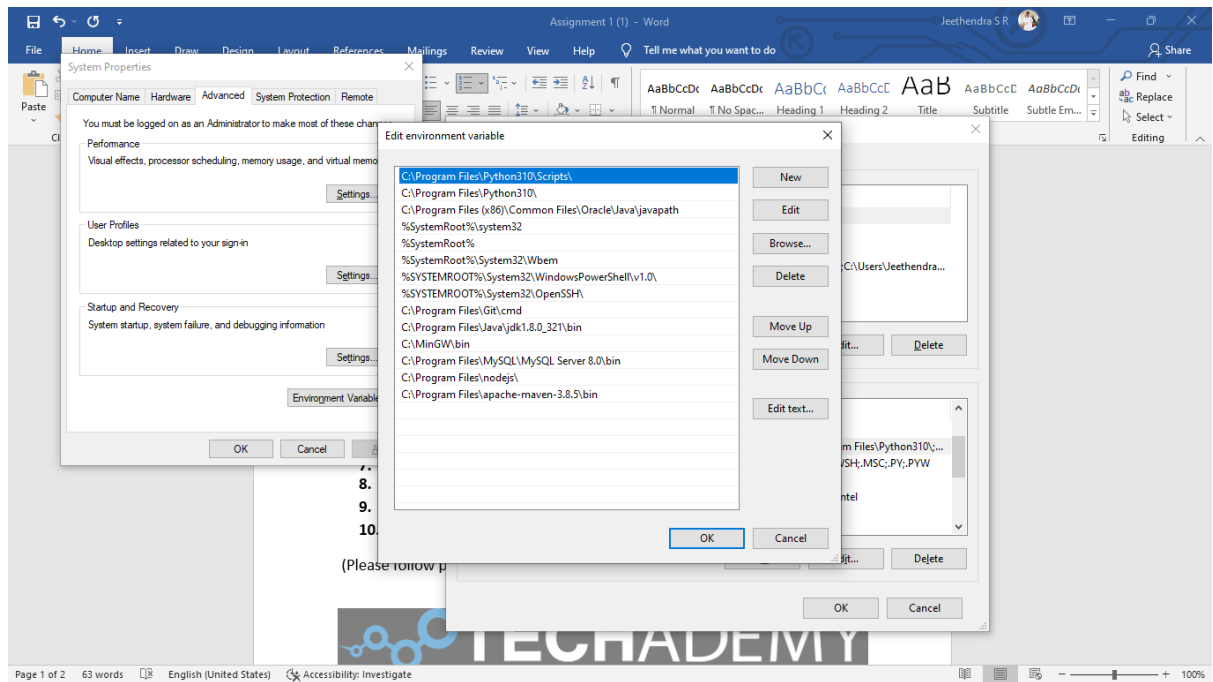 Assignment 1 (1) - Word
Jeethendra S R
File Home Insert Draw Design Layout References Mailings Review View Help Tell me what you want to do
Share
Paste
AaBbCcDc AaBbCcDc AaBbCc AaBbCcE AaB AaBbCcD AaBbCcDc
¶ Normal ¶ No Spac... Heading 1 Heading 2 Title Subtitle Subtle Em...
Find
Replace
Select
Editing
System Properties
Computer Name Hardware Advanced System Protection Remote
You must be logged on as an Administrator to make most of these
Performance
Visual effects, processor scheduling, memory usage, and virtual
Settings...
User Profiles
Desktop settings related to your sign-in
Settings...
Startup and Recovery
System startup, system failure, and debugging information
Settings...
Environment
OK Cancel
Edit environment variable
C:\Program Files\Python310\Scripts\
C:\Program Files\Python310\
C:\Program Files (x86)\Common Files\Oracle\Java\javapath
%SystemRoot%\system32
%SystemRoot%
%SystemRoot%\System32\Wbem
%SYSTEMROOT%\System32\WindowsPowerShell\v1.0\
%SYSTEMROOT%\System32\OpenSSH\
C:\Program Files\Git\cmd
C:\Program Files\Java\jdk1.8.0_321\bin
C:\MinGW\bin
C:\Program Files\MySQL\MySQL Server 8.0\bin
C:\Program Files\nodejs\
C:\Program Files\apache-maven-3.8.5\bin
New
Edit
Browse...
Delete
Move Up
Move Down
Edit text...
OK Cancel
;C:\Users\Jeethendra...
Delete
Files\Python310\;...
;.MSC;.PY;.PYW
Delete
OK Cancel
7.
8.
9.
10.
(Please follow
TECHADEMY
Page 1 of 2 63 words English (United States) Accessibility: Investigate
100%